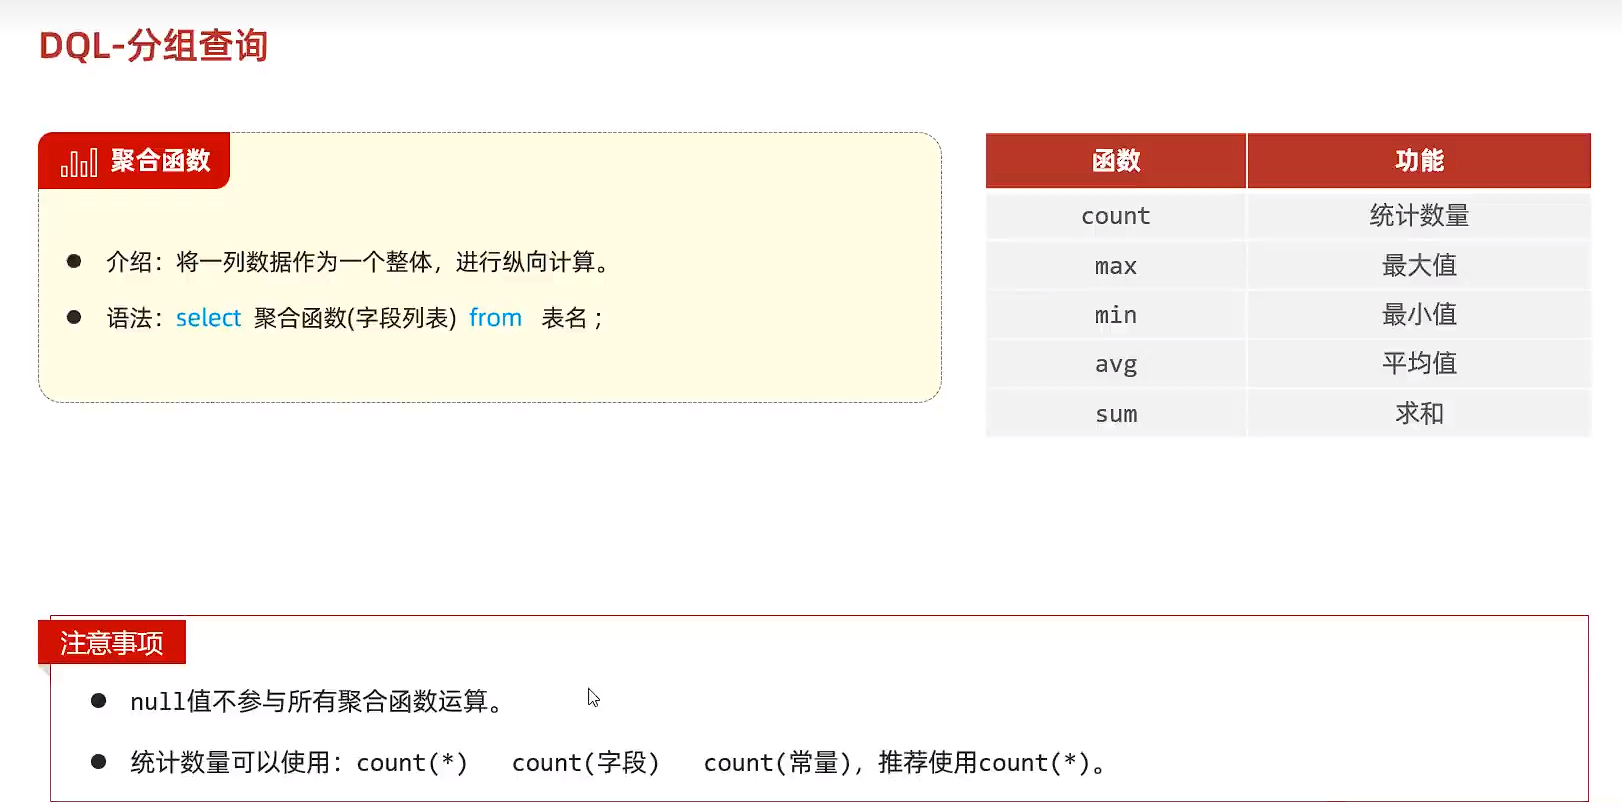 DQL-分组查询
聚合函数
介绍：将一列数据作为一个整体，进行纵向计算。
语法：select 聚合函数(字段列表) from 表名 ;
函数 功能
count 统计数量
max 最大值
min 最小值
avg 平均值
sum 求和
注意事项
null值不参与所有聚合函数运算。
统计数量可以使用：count(*) count(字段) count(常量)，推荐使用count(*)。